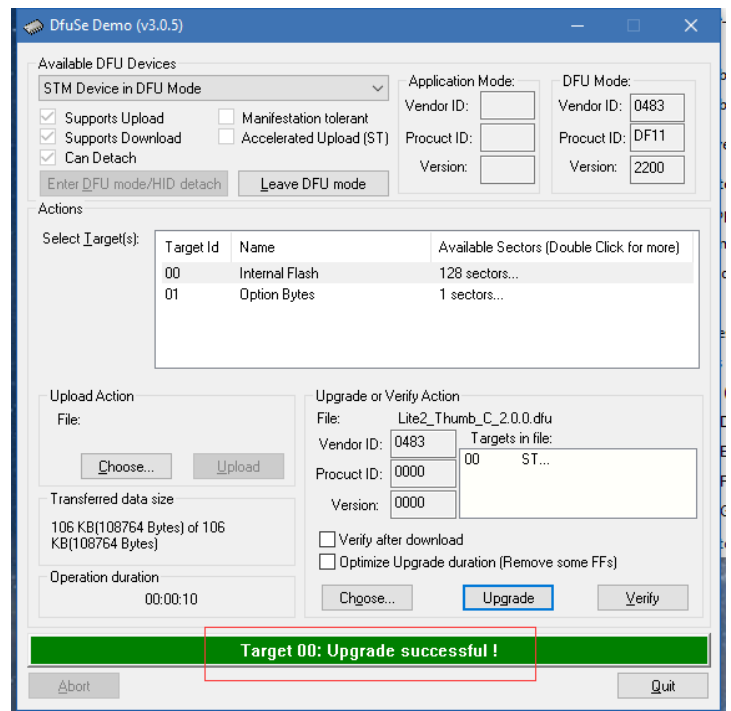 DfuSe Demo (v3.0.5)
Available DFU Devices
STM Device in DFU Mode
Supports Upload
Manifestation tolerant
Supports Download
Accelerated Upload (ST)
Can Detach
Enter DFU mode/HID detach
Leave DFU mode
Application Mode:
Vendor ID:
Procuct ID:
Version:
DFU Mode:
Vendor ID: 0483
Procuct ID: DF11
Version: 2200
Actions
Select Target(s):
Target Id Name Available Sectors (Double Click for more)
00 Internal Flash 128 sectors...
01 Option Bytes 1 sectors...
Upload Action
File:
Choose... Upload
Transferred data size
106 KB(108764 Bytes) of 106
KB(108764 Bytes)
Operation duration
00:00:10
Upgrade or Verify Action
File: Lite2_Thumb_C_2.0.0.dfu
Vendor ID: 0483
Procuct ID: 0000
Version: 0000
Targets in file:
00 ST...
Verify after download
Optimize Upgrade duration (Remove some FFs)
Choose... Upgrade Verify
Target 00: Upgrade successful !
Abort Quit